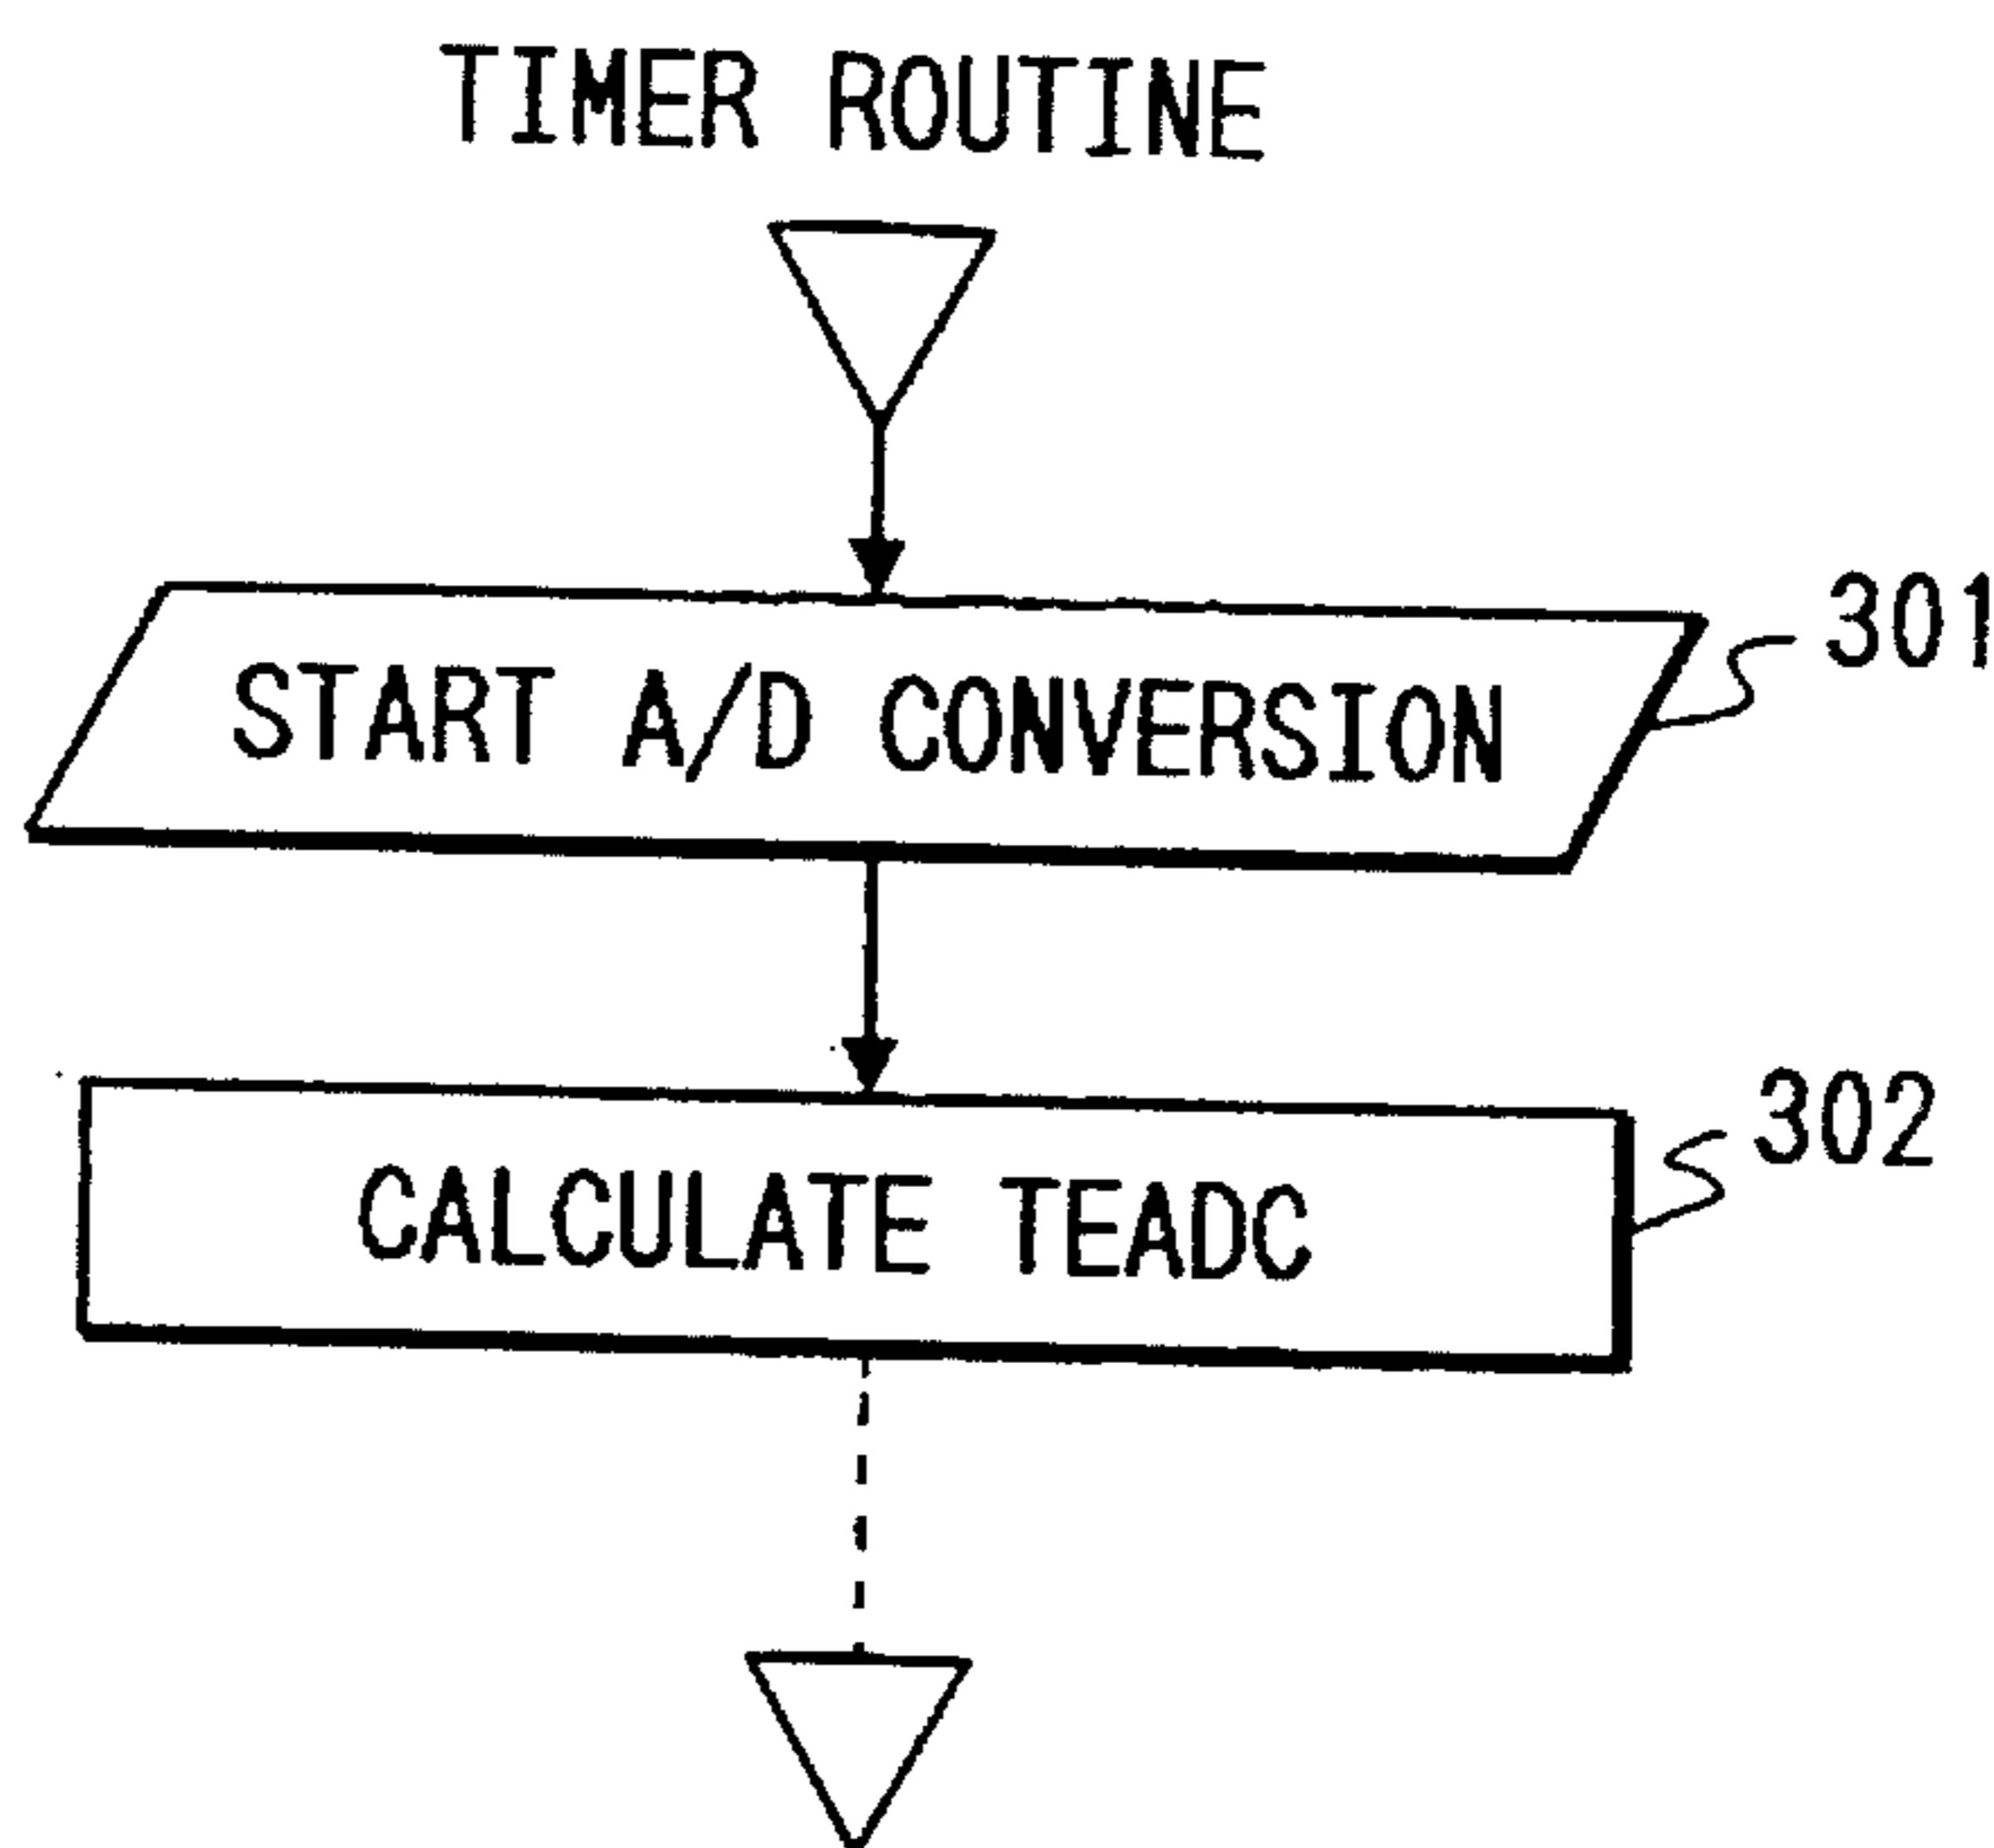 TIMER ROUTINE
START A/D CONVERSION
301
CALCULATE TEADC
302